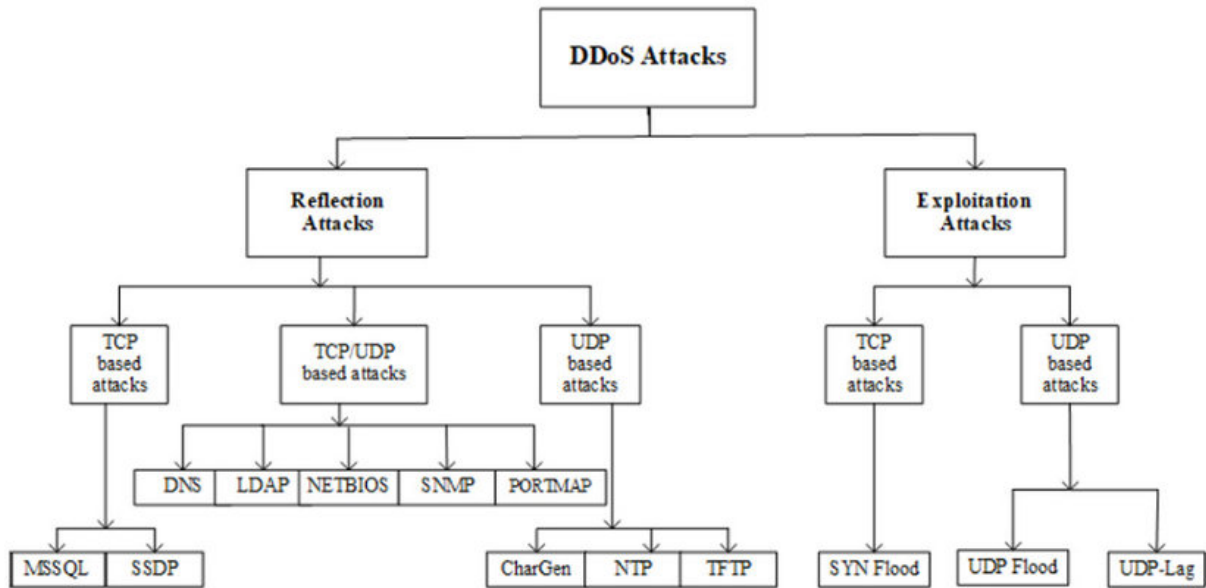 DDoS Attacks
Reflection
Attacks
Exploitation
Attacks
TCP
based
attacks
TCP/UDP
based attacks
UDP
based
attacks
TCP
based
attacks
UDP
based
attacks
DNS
LDAP
NETBIOS
SNMP
PORTMAP
MSSQL
SSDP
CharGen
NTP
TFTP
SYN Flood
UDP Flood
UDP-Lag